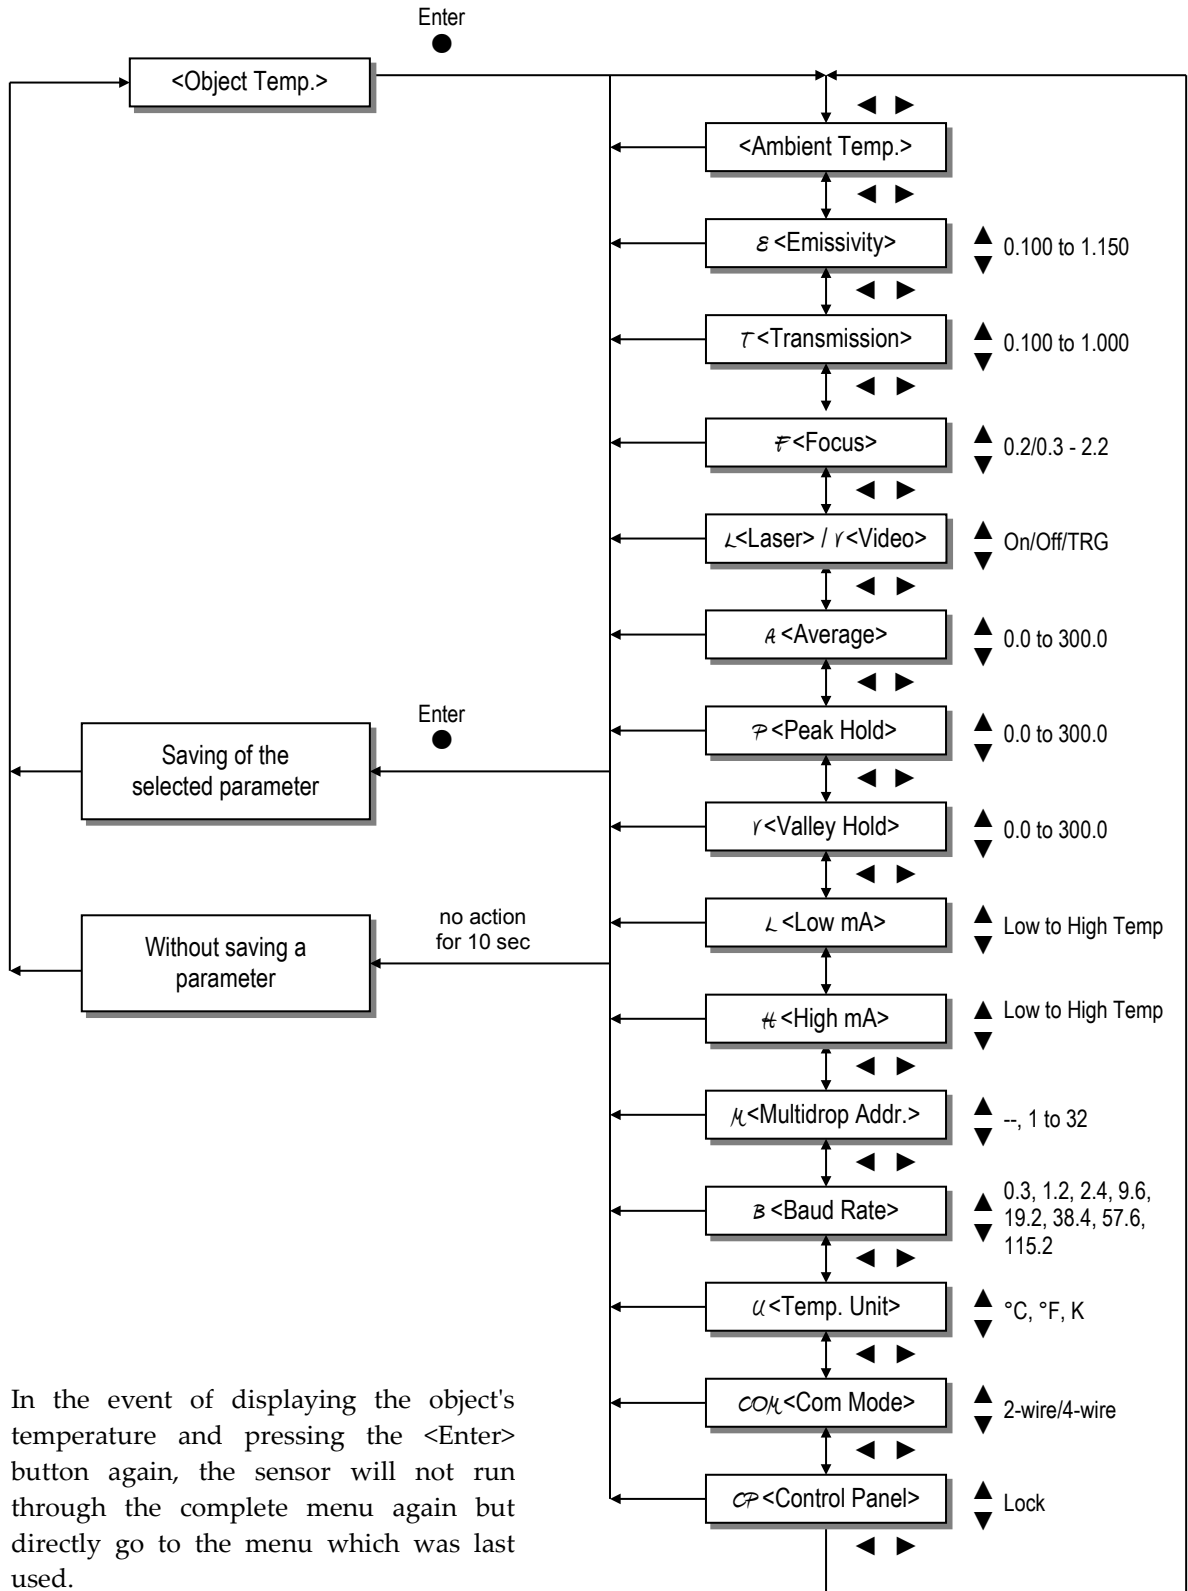 Enter
●
<Object Temp.>
◄ ►
<Ambient Temp.>
◄ ►
ε <Emissivity>
▲
▼
0.100 to 1.150
◄ ►
τ <Transmission>
▲
▼
0.100 to 1.000
◄ ►
F <Focus>
▲
▼
0.2/0.3 - 2.2
◄ ►
L<Laser> / V<Video>
▲
▼
On/Off/TRG
◄ ►
A <Average>
▲
▼
0.0 to 300.0
◄ ►
P <Peak Hold>
▲
▼
0.0 to 300.0
◄ ►
V<Valley Hold>
▲
▼
0.0 to 300.0
◄ ►
L <Low mA>
▲
▼
Low to High Temp
H <High mA>
▲
▼
Low to High Temp
◄ ►
M<Multidrop Addr.>
▲
▼
--, 1 to 32
◄ ►
B <Baud Rate>
▲
▼
0.3, 1.2, 2.4, 9.6,
19.2, 38.4, 57.6,
115.2
◄ ►
U<Temp. Unit>
▲
▼
°C, °F, K
◄ ►
COM<Com Mode>
▲
▼
2-wire/4-wire
◄ ►
CP <Control Panel>
▲
▼
Lock
◄ ►
Enter
●
Saving of the
selected parameter
no action
for 10 sec
Without saving a
parameter
In the event of displaying the object's
temperature and pressing the <Enter>
button again, the sensor will not run
through the complete menu again but
directly go to the menu which was last
used.